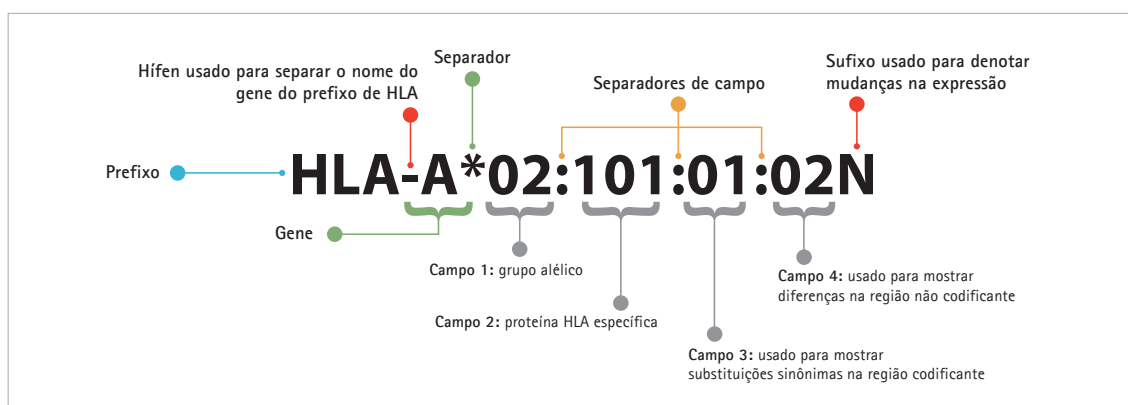 Separador
Hífen usado para separar o nome do
gene do prefixo de HLA
Separadores de campo
Sufixo usado para denotar
mudanças na expressão
Prefixo
HLA-A*02:101:01:02N
Gene
Campo 1: grupo alélico
Campo 2: proteína HLA específica
Campo 3: usado para mostrar
substituições sinônimas na região codificante
Campo 4: usado para mostrar
diferenças na região não codificante